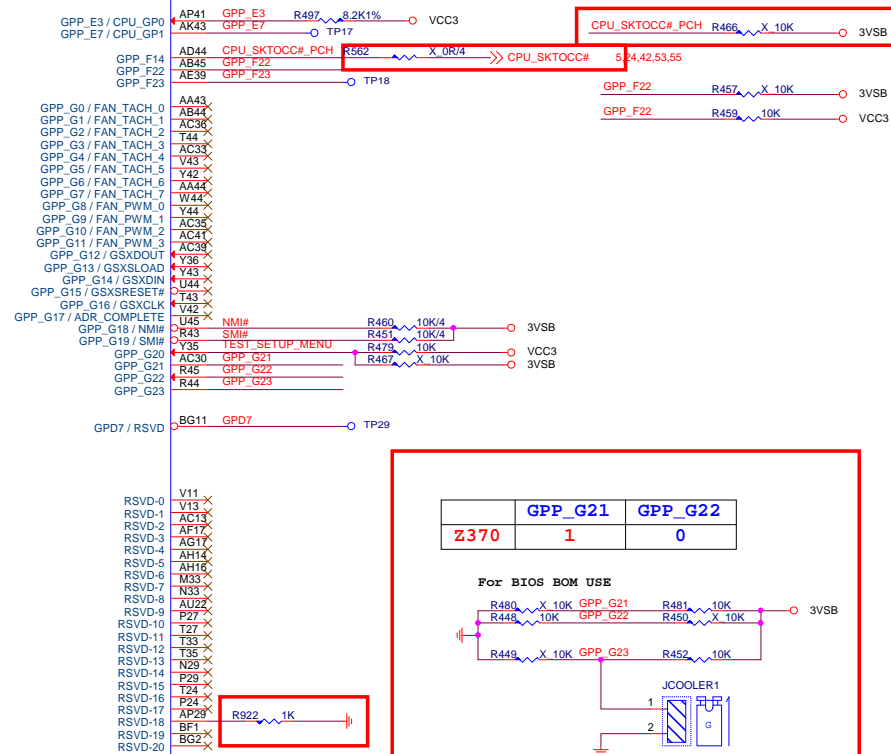 GPP_E3 / CPU_GP0 AP41 GPP_E3 R497 8.2K1% VCC3
GPP_E7 / CPU_GP1 AK43 GPP_E7 TP17
CPU_SKTOCC#_PCH R466 X_10K 3VSB
GPP_F14 AD44 CPU_SKTOCC#_PCH R562 X_0R/4 CPU_SKTOCC# 5,24,42,53,55
GPP_F22 AB45 GPP_F22
GPP_F23 AE39 GPP_F23 TP18
GPP_F22 R457 X_10K 3VSB
GPP_F22 R459 10K VCC3
GPP_G0 / FAN_TACH_0 AA43
GPP_G1 / FAN_TACH_1 AB44
GPP_G2 / FAN_TACH_2 AC36
GPP_G3 / FAN_TACH_3 T44
GPP_G4 / FAN_TACH_4 AC33
GPP_G5 / FAN_TACH_5 V43
GPP_G6 / FAN_TACH_6 Y42
GPP_G7 / FAN_TACH_7 AA44
GPP_G8 / FAN_PWM_0 W44
GPP_G9 / FAN_PWM_1 Y44
GPP_G10 / FAN_PWM_2 AC35
GPP_G11 / FAN_PWM_3 AC41
GPP_G12 / GSXDOUT AC39
GPP_G13 / GSXSLOAD Y36
GPP_G14 / GSXDIN Y43
GPP_G15 / GSXSRESET# U44
GPP_G16 / GSXCLK T43
GPP_G17 / ADR_COMPLETE V42
GPP_G18 / NMI# U45 NMI# R460 10K/4 3VSB
GPP_G19 / SMI# R43 SMI# R451 10K/4
GPP_G20 Y35 TEST_SETUP_MENU R479 10K VCC3
GPP_G21 AC30 GPP_G21 R467 X_10K 3VSB
GPP_G22 R45 GPP_G22
GPP_G23 R44 GPP_G23
GPD7 / RSVD BG11 GPD7 TP29
RSVD-0 V11
RSVD-1 V13
RSVD-2 AC13
RSVD-3 AF17
RSVD-4 AG17
RSVD-5 AH14
RSVD-6 AH16
RSVD-7 M33
RSVD-8 N33
RSVD-9 AU22
RSVD-10 P27
RSVD-11 T27
RSVD-12 T33
RSVD-13 T35
RSVD-14 N29
RSVD-15 P29
RSVD-16 T24
RSVD-17 P24
RSVD-18 AP29 R922 1K
RSVD-19 BF1
RSVD-20 BG2
GPP_G21 GPP_G22
Z370 1 0
For BIOS BOM USE
R480 X_10K GPP_G21 R481 10K 3VSB
R448 10K GPP_G22 R450 X_10K
R449 X_10K GPP_G23 R452 10K
JCOOLER1
1
2
G